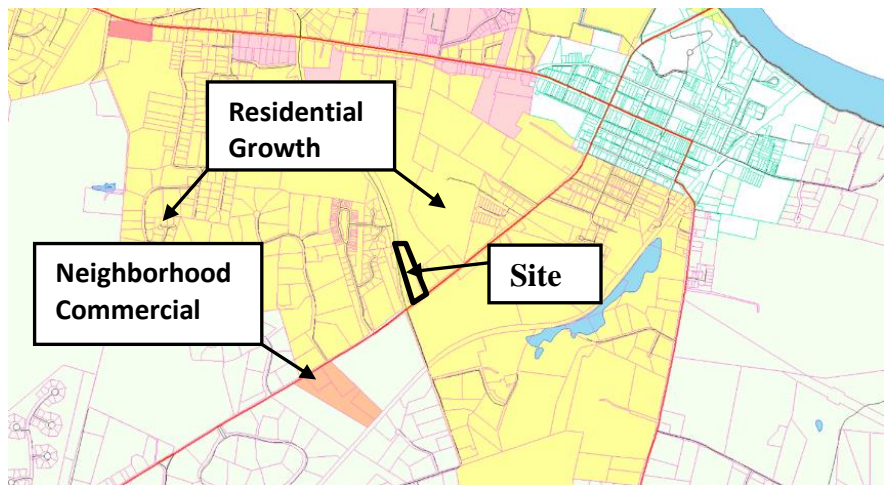 Residential
Growth
Neighborhood
Commercial
Site